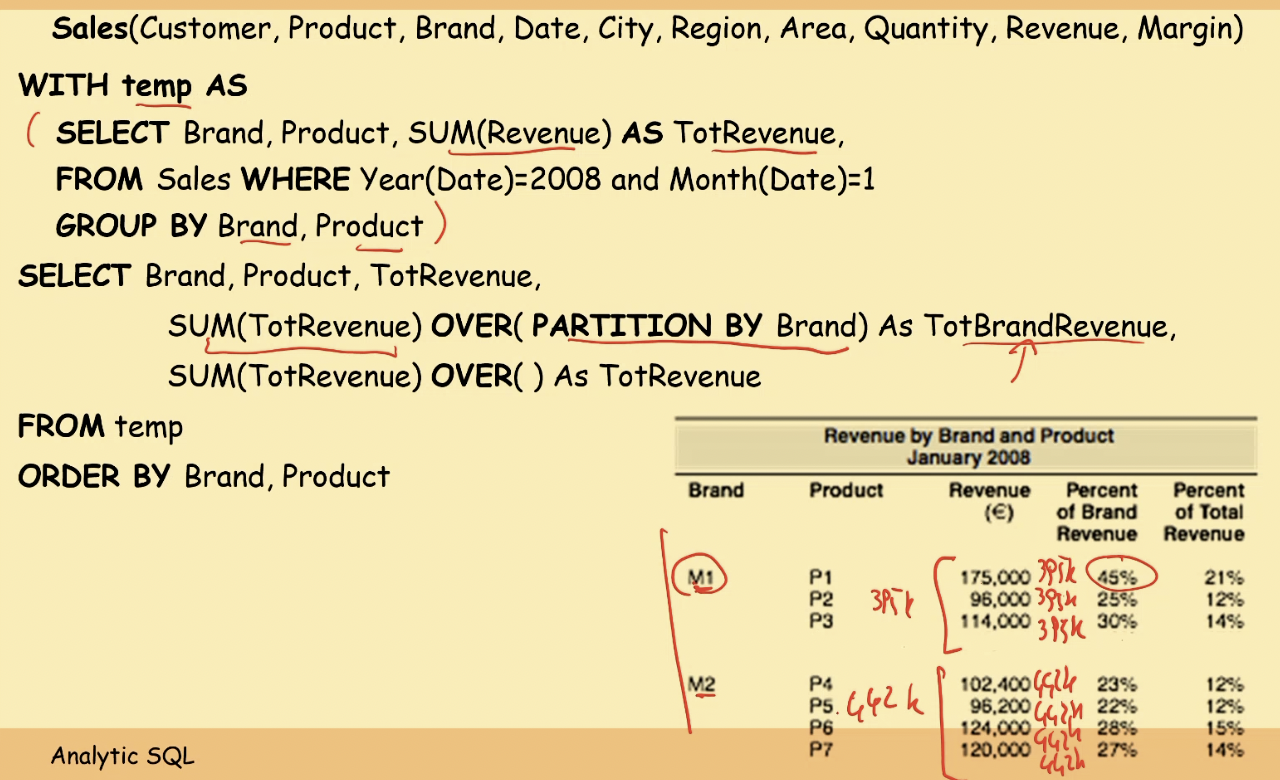 Sales(Customer, Product, Brand, Date, City, Region, Area, Quantity, Revenue, Margin)
WITH temp AS
( SELECT Brand, Product, SUM(Revenue) AS TotRevenue,
FROM Sales WHERE Year(Date)=2008 and Month(Date)=1
GROUP BY Brand, Product )
SELECT Brand, Product, TotRevenue,
SUM(TotRevenue) OVER( PARTITION BY Brand) As TotBrandRevenue,
SUM(TotRevenue) OVER( ) As TotRevenue
FROM temp
ORDER BY Brand, Product
Revenue by Brand and Product
January 2008
Brand Product Revenue (€) Percent of Brand Revenue Percent of Total Revenue
M1 P1 175,000 395k 45% 21%
P2 395k 96,000 395k 25% 12%
P3 114,000 395k 30% 14%
M2 P4 102,400 442k 23% 12%
P5. 442k 96,200 442k 22% 12%
P6 124,000 442k 28% 15%
P7 120,000 442k 27% 14%
Analytic SQL